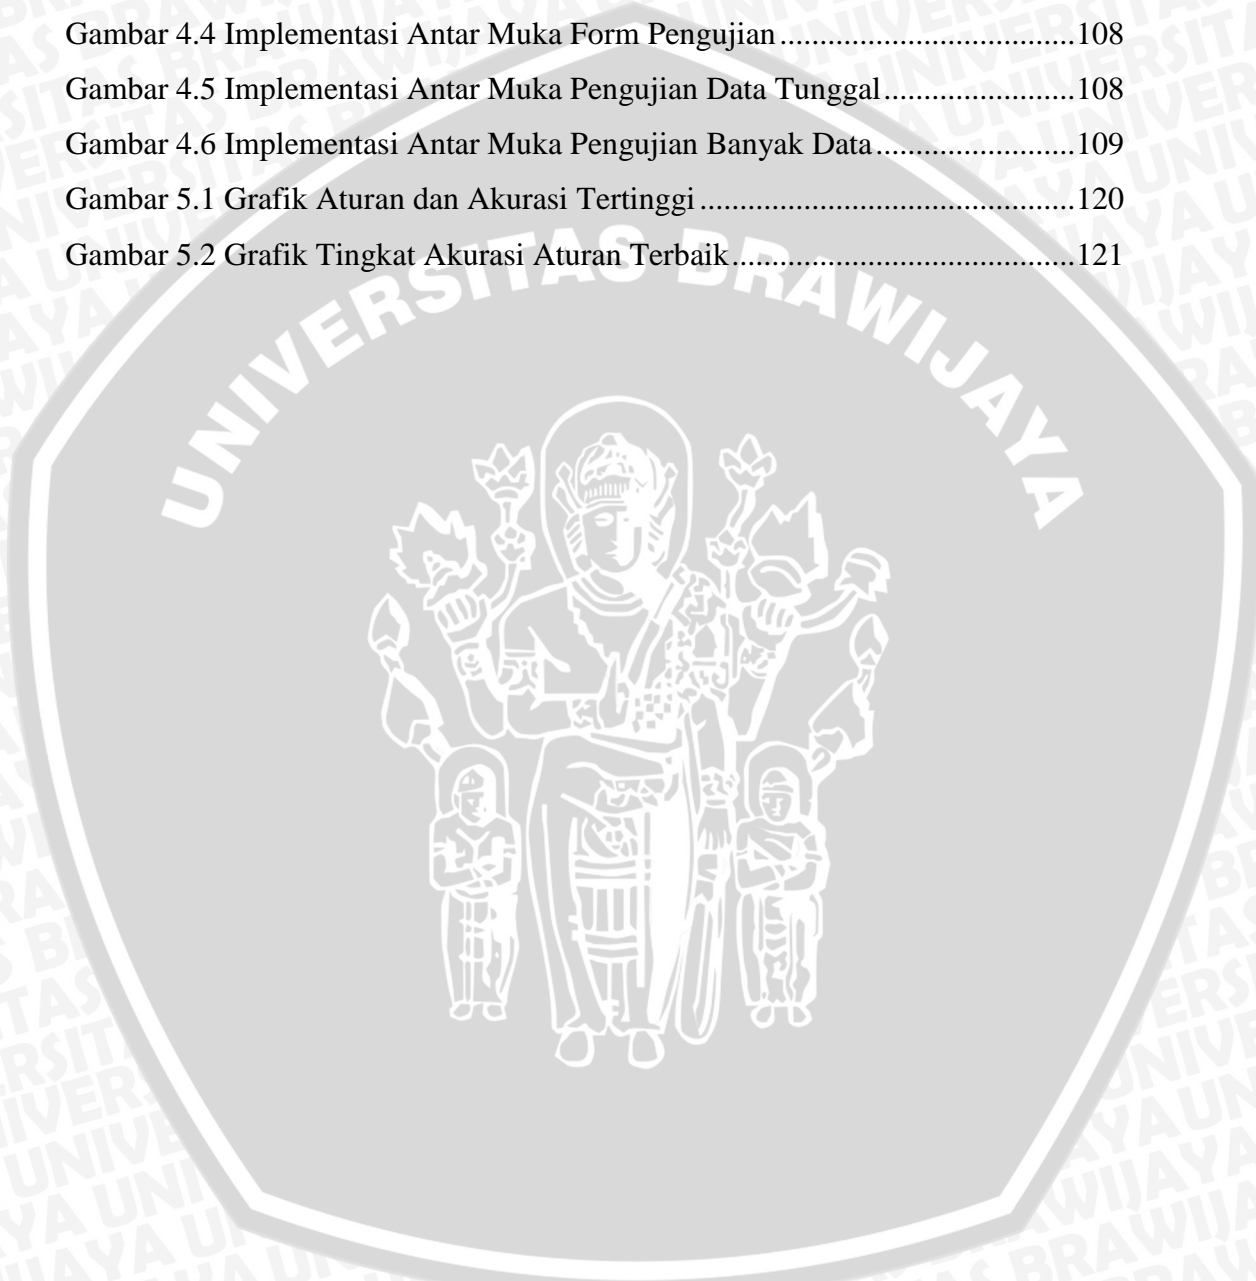 Gambar 4.4 Implementasi Antar Muka Form Pengujian.....................................108
Gambar 4.5 Implementasi Antar Muka Pengujian Data Tunggal........................108
Gambar 4.6 Implementasi Antar Muka Pengujian Banyak Data.........................109
Gambar 5.1 Grafik Aturan dan Akurasi Tertinggi...............................................120
Gambar 5.2 Grafik Tingkat Akurasi Aturan Terbaik...........................................121
UNIVERSITAS BRAWIJAYA